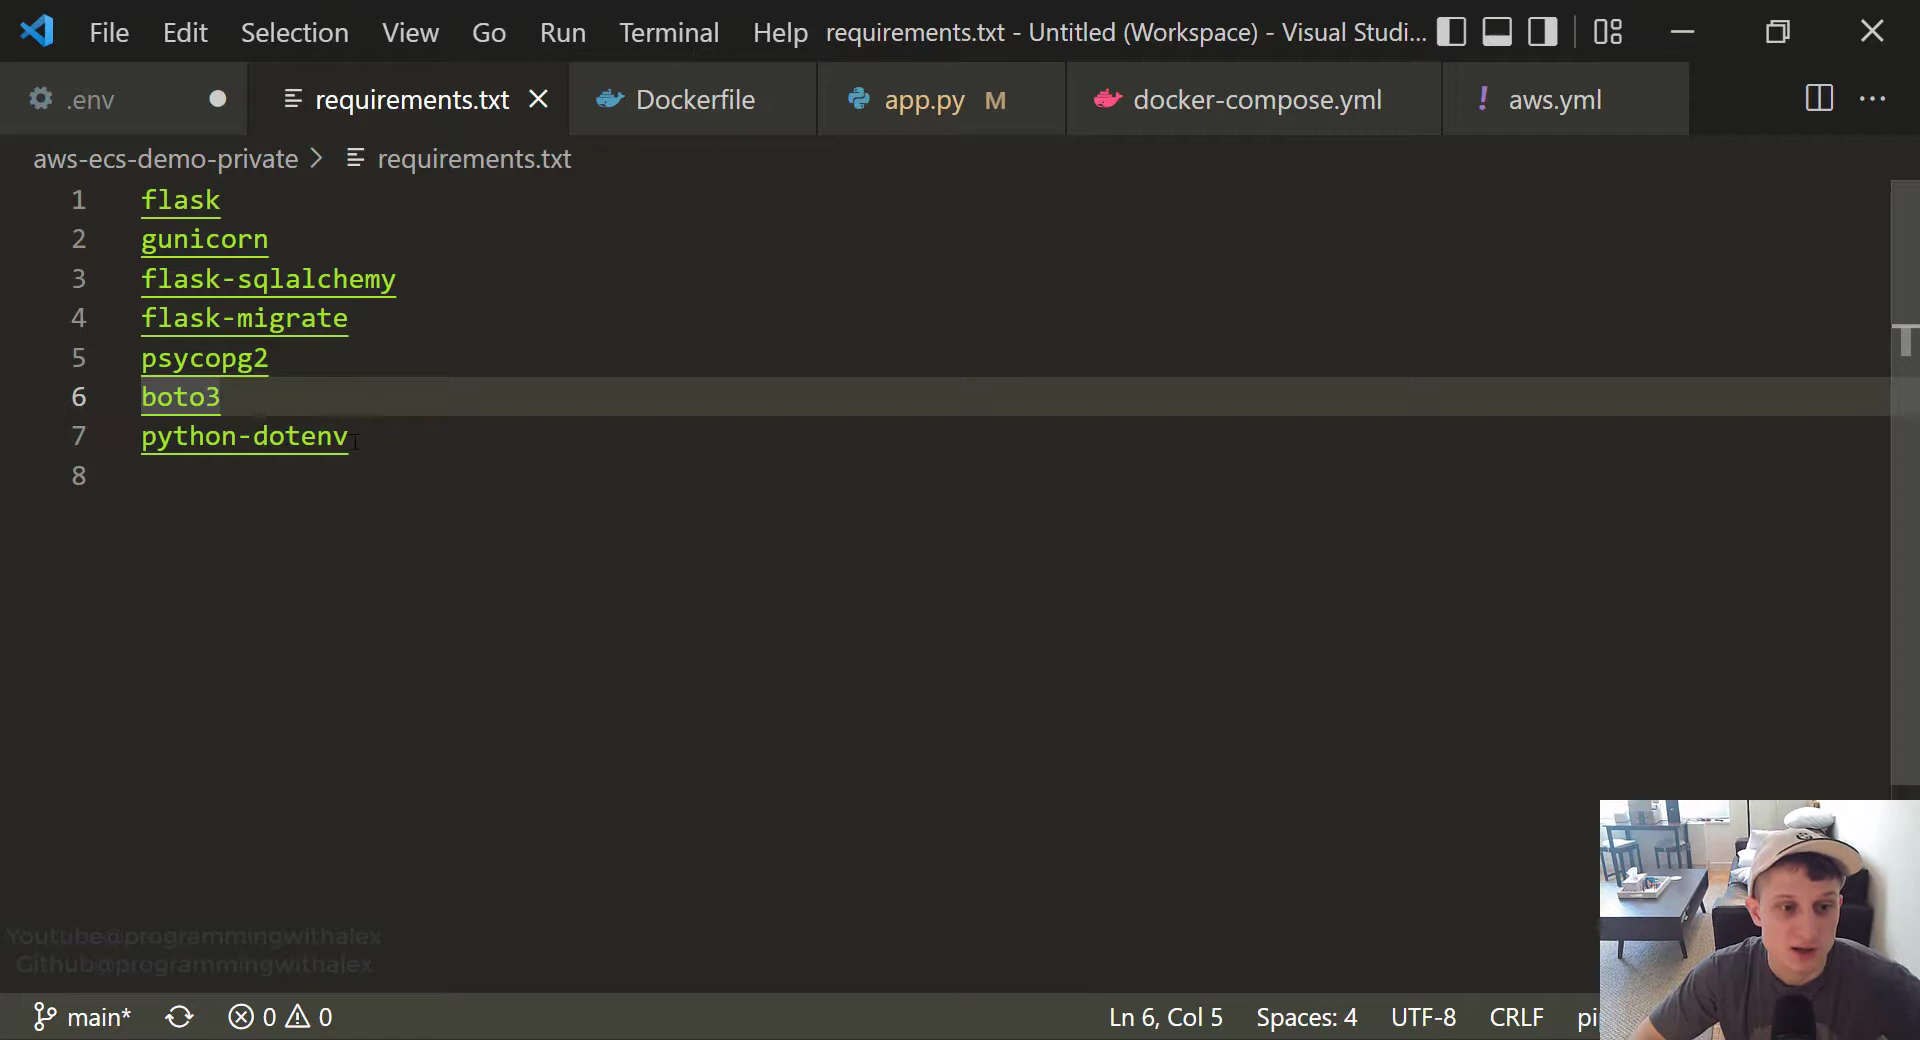 File Edit Selection View Go Run Terminal Help requirements.txt - Untitled (Workspace) - Visual Studi...
.env requirements.txt Dockerfile app.py M docker-compose.yml ! aws.yml ...
aws-ecs-demo-private > requirements.txt
1 flask
2 gunicorn
3 flask-sqlalchemy
4 flask-migrate
5 psycopg2
6 boto3
7 python-dotenv
8
Youtube@programmingwithalex
Github@programmingwithalex
main* 0 0 Ln 6, Col 5 Spaces: 4 UTF-8 CRLF pi